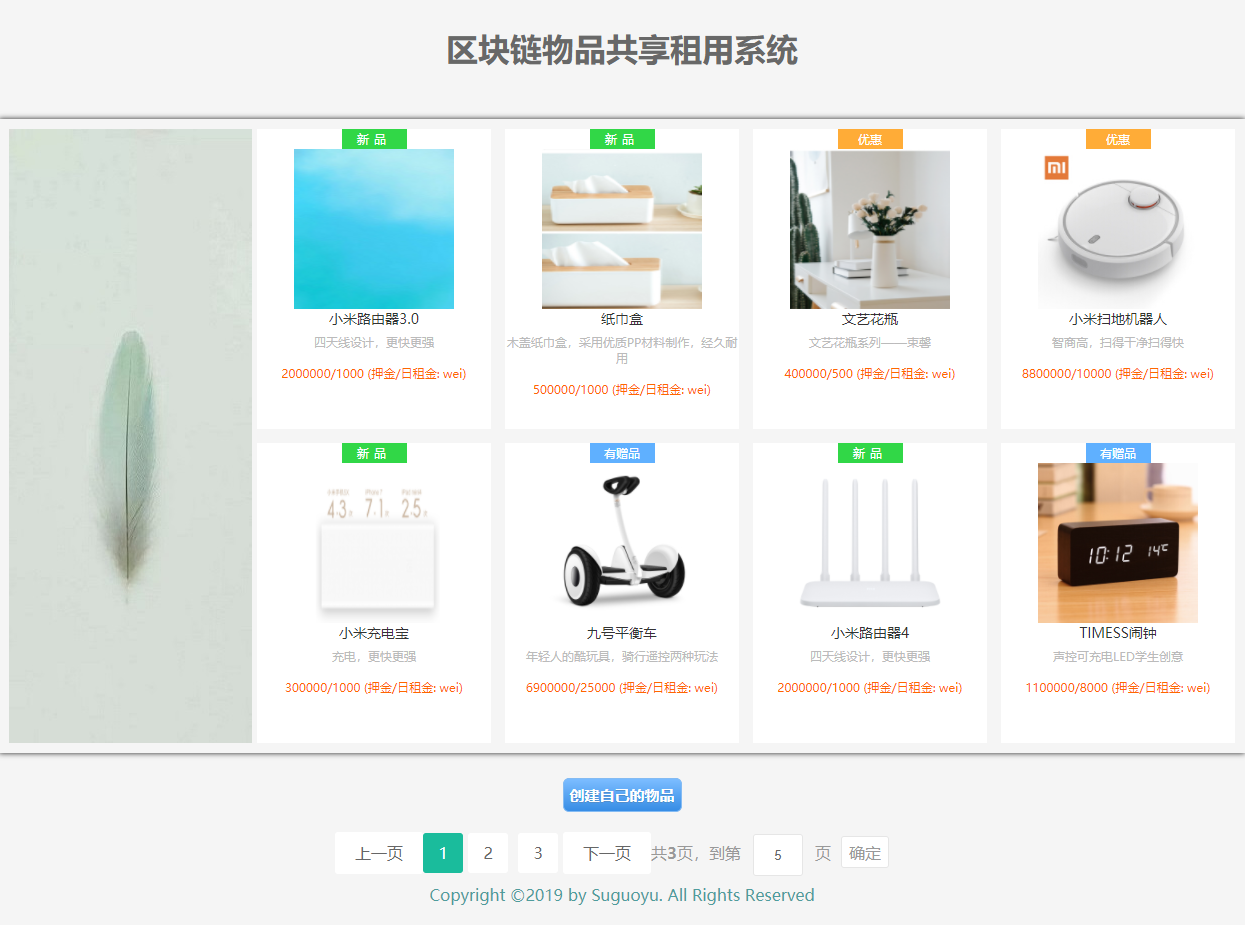 区块链物品共享租用系统
新 品
小米路由器3.0
四天线设计，更快更强
2000000/1000 (押金/日租金: wei)
新 品
纸巾盒
木盖纸巾盒，采用优质PP材料制作，经久耐
用
500000/1000 (押金/日租金: wei)
优惠
文艺花瓶
文艺花瓶系列——束馨
400000/500 (押金/日租金: wei)
优惠
mi
小米扫地机器人
智商高，扫得干净扫得快
8800000/10000 (押金/日租金: wei)
新 品
4.3 7.1 2.5
小米充电宝
充电，更快更强
300000/1000 (押金/日租金: wei)
有赠品
九号平衡车
年轻人的酷玩具，骑行遥控两种玩法
6900000/25000 (押金/日租金: wei)
新 品
小米路由器4
四天线设计，更快更强
2000000/1000 (押金/日租金: wei)
有赠品
10:12 14℃
TIMESS闹钟
声控可充电LED学生创意
1100000/8000 (押金/日租金: wei)
创建自己的物品
上一页 1 2 3 下一页 共3页，到第 5 页 确定
Copyright ©2019 by Suguoyu. All Rights Reserved